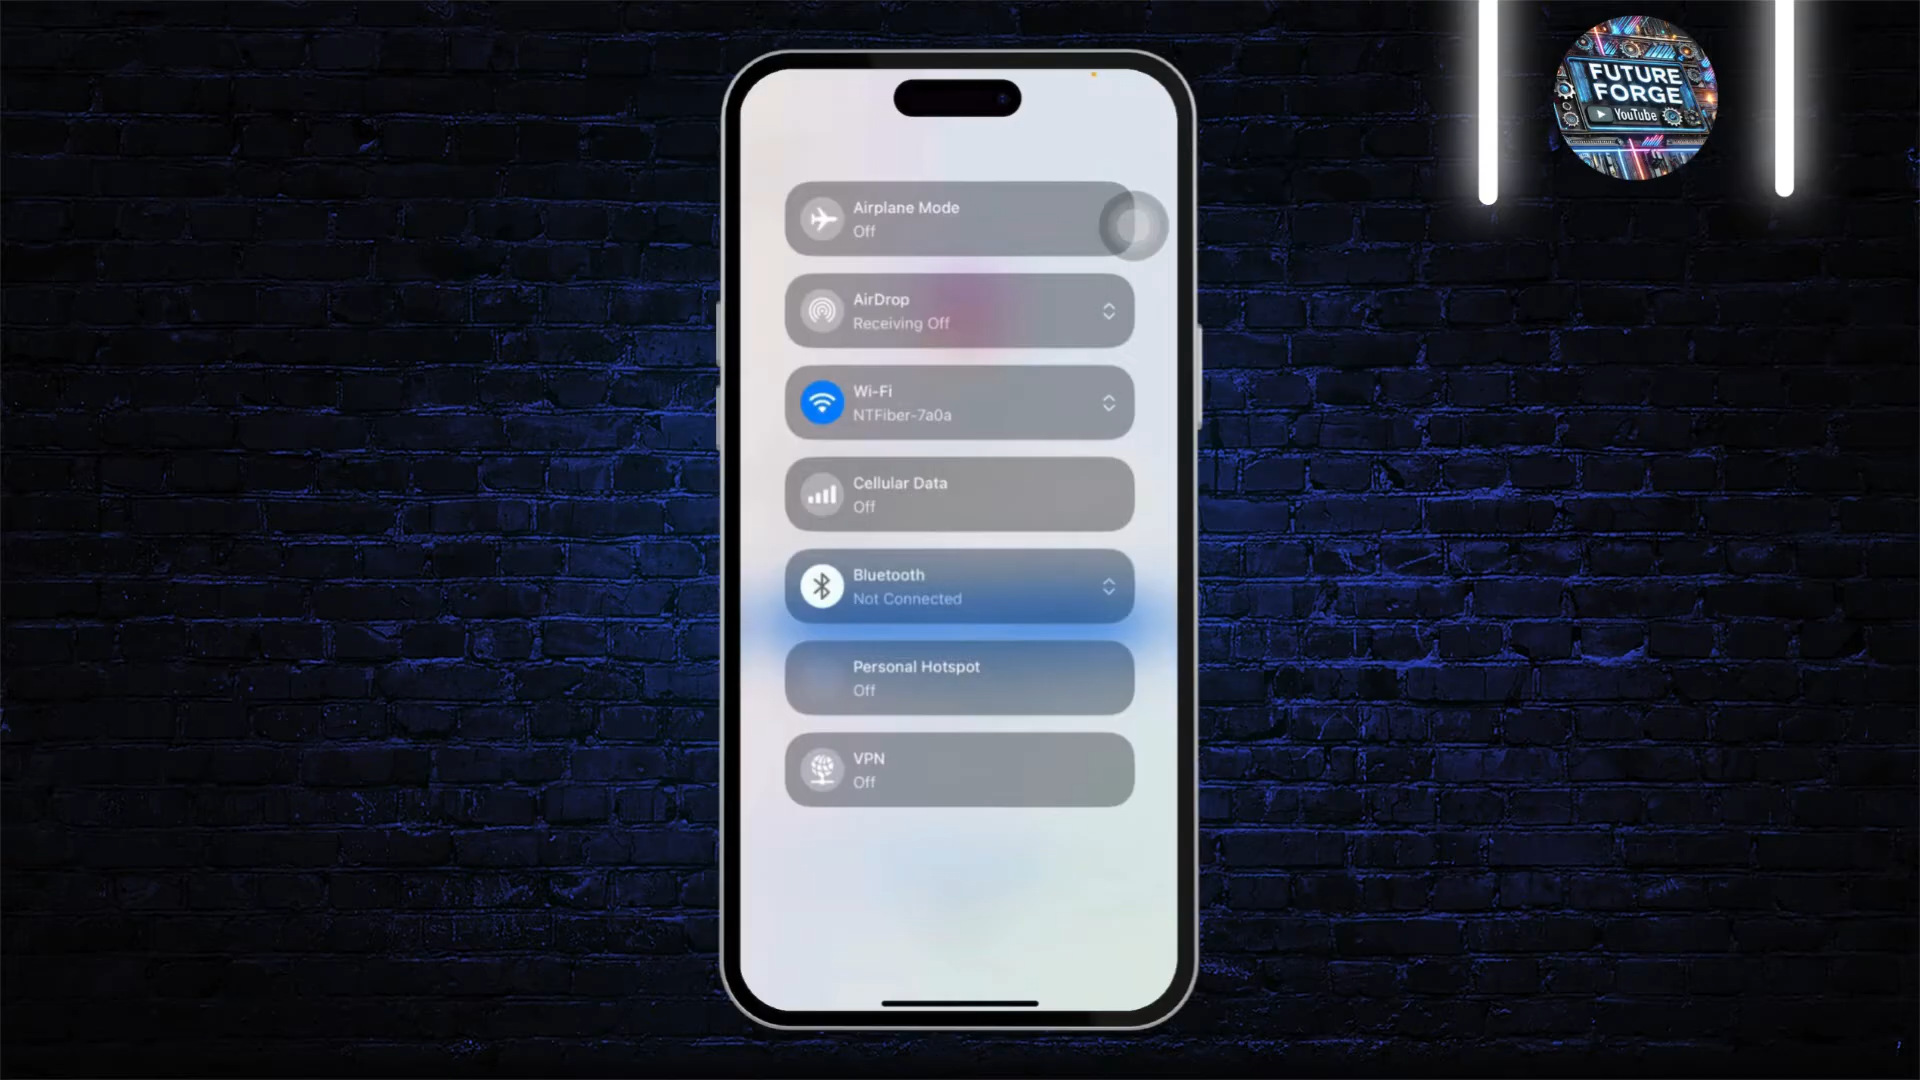 FUTURE
FORGE
YouTube
Airplane Mode
Off
AirDrop
Receiving Off
Wi-Fi
NTFiber-7a0a
Cellular Data
Off
Bluetooth
Not Connected
Personal Hotspot
Off
VPN
Off